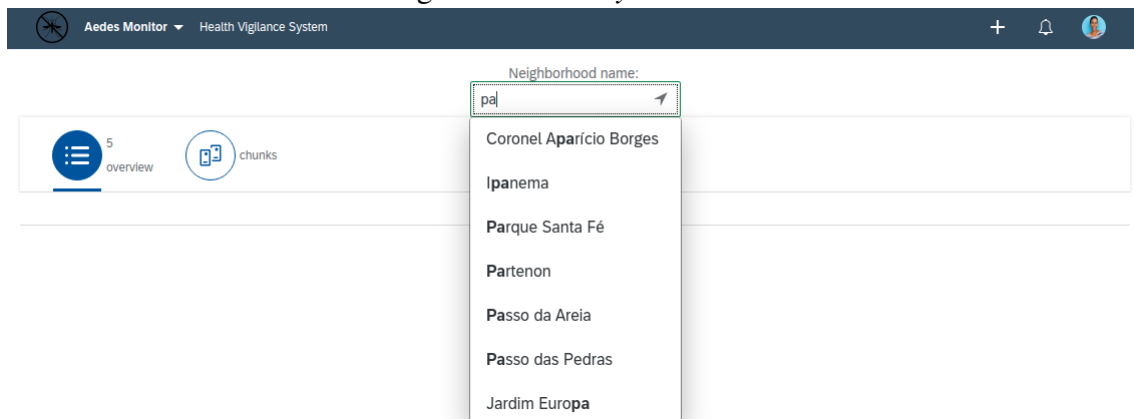 Aedes Monitor Health Vigilance System
Neighborhood name:
pa
5
overview
chunks
Coronel Aparício Borges
Ipanema
Parque Santa Fé
Partenon
Passo da Areia
Passo das Pedras
Jardim Europa